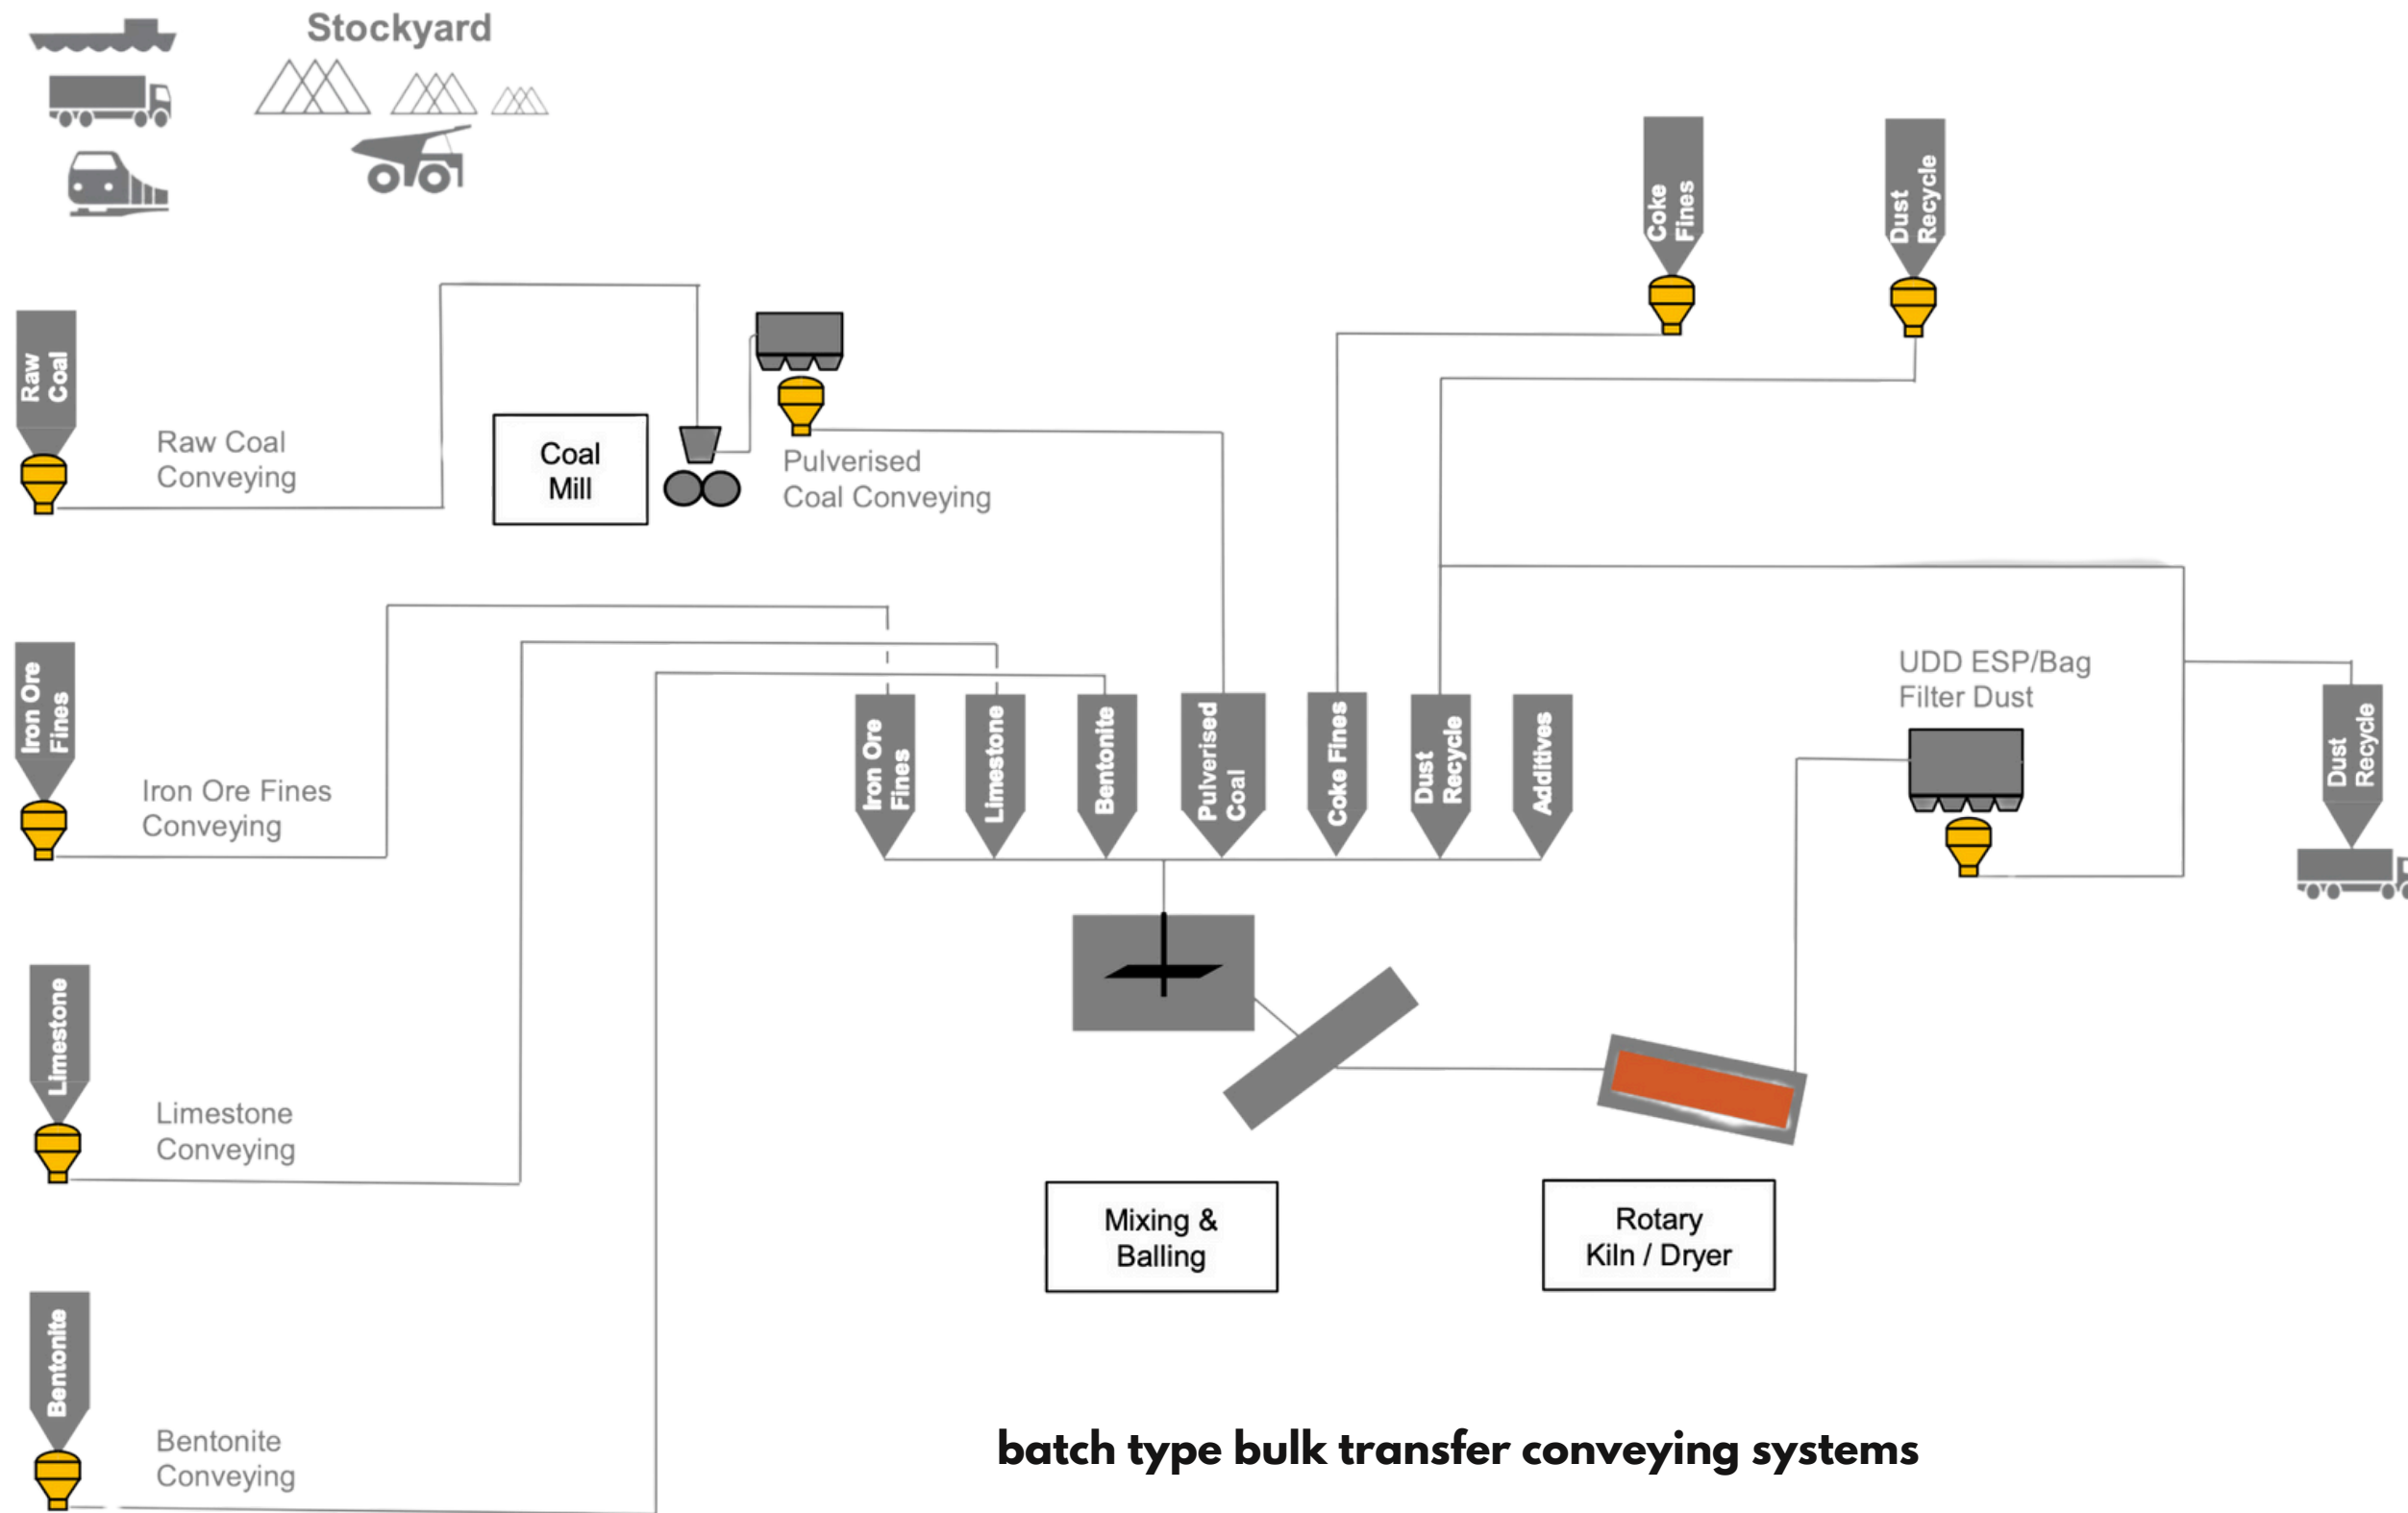 Stockyard
Coke
Fines
Dust
Recycle
Raw
Coal
Raw Coal
Conveying
Coal
Mill
Pulverised
Coal Conveying
Iron Ore
Fines
Iron Ore Fines
Conveying
Iron Ore
Fines
Limestone
Bentonite
Pulverised
Coal
Coke Fines
Dust
Recycle
Additives
UDD ESP/Bag
Filter Dust
Dust
Recycle
Limestone
Limestone
Conveying
Mixing &
Balling
Rotary
Kiln / Dryer
Bentonite
Bentonite
Conveying
batch type bulk transfer conveying systems